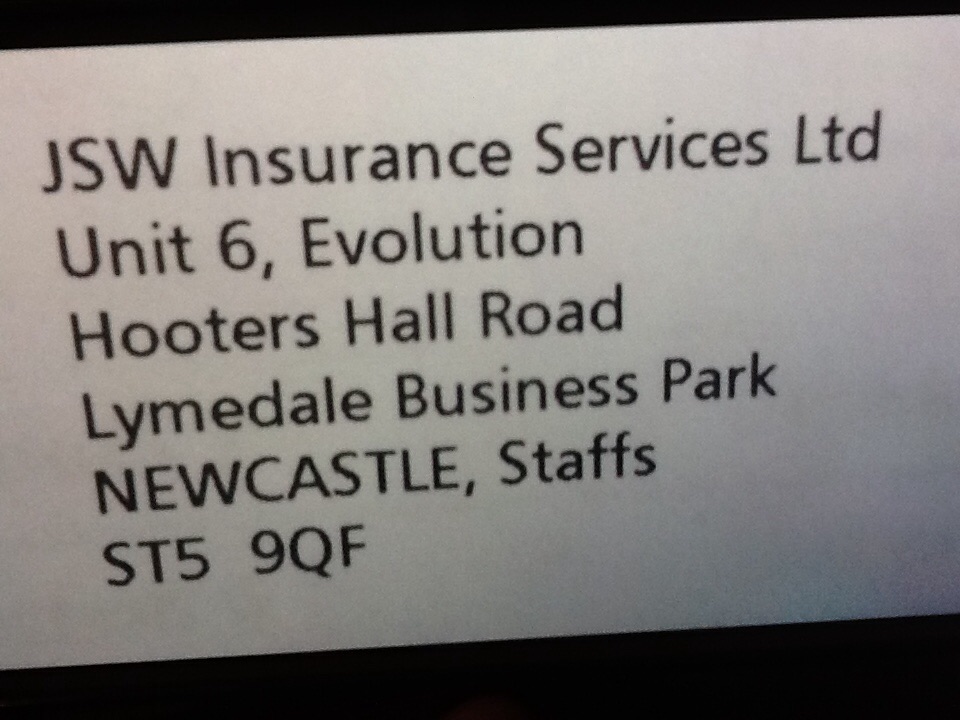 JSW Insurance Services Ltd
Unit 6, Evolution
Hooters Hall Road
Lymedale Business Park
NEWCASTLE, Staffs
ST5 9QF